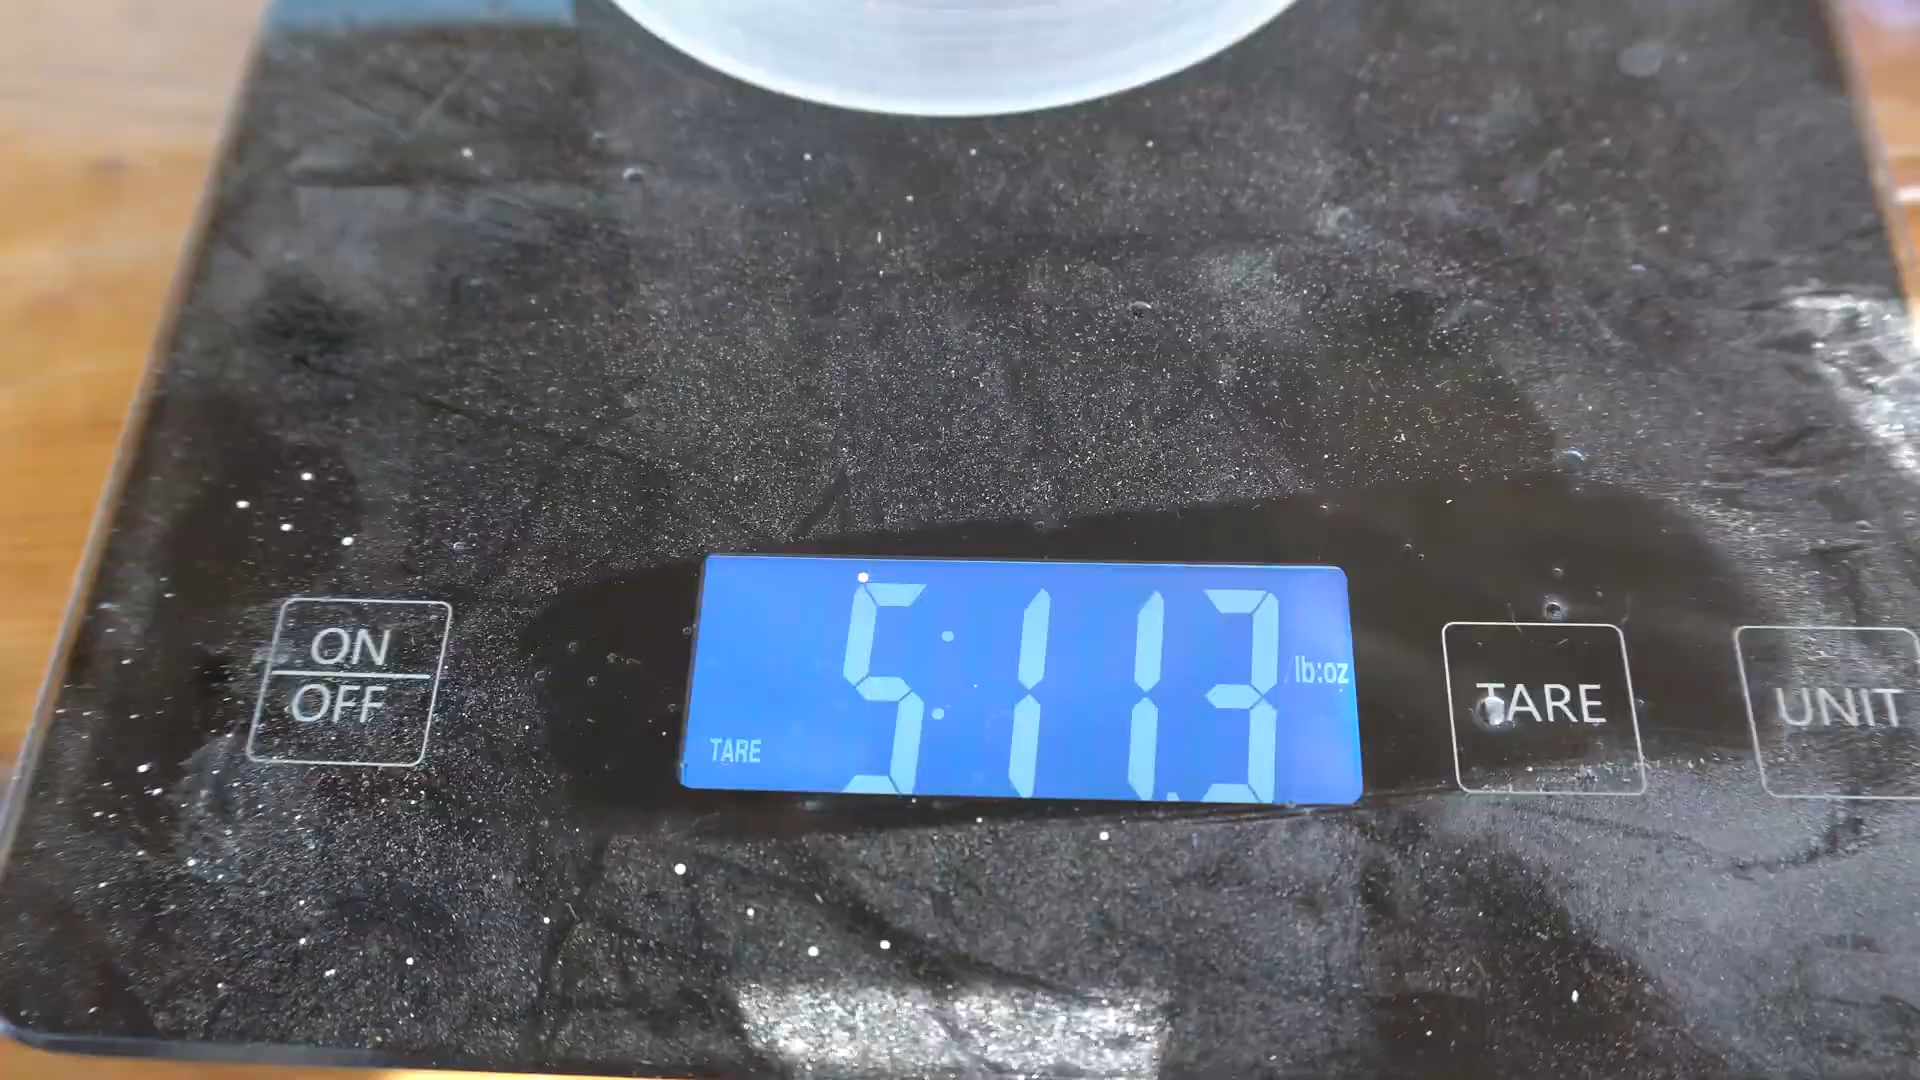 ON
OFF
5:11.3
lb:oz
TARE
TARE
UNIT